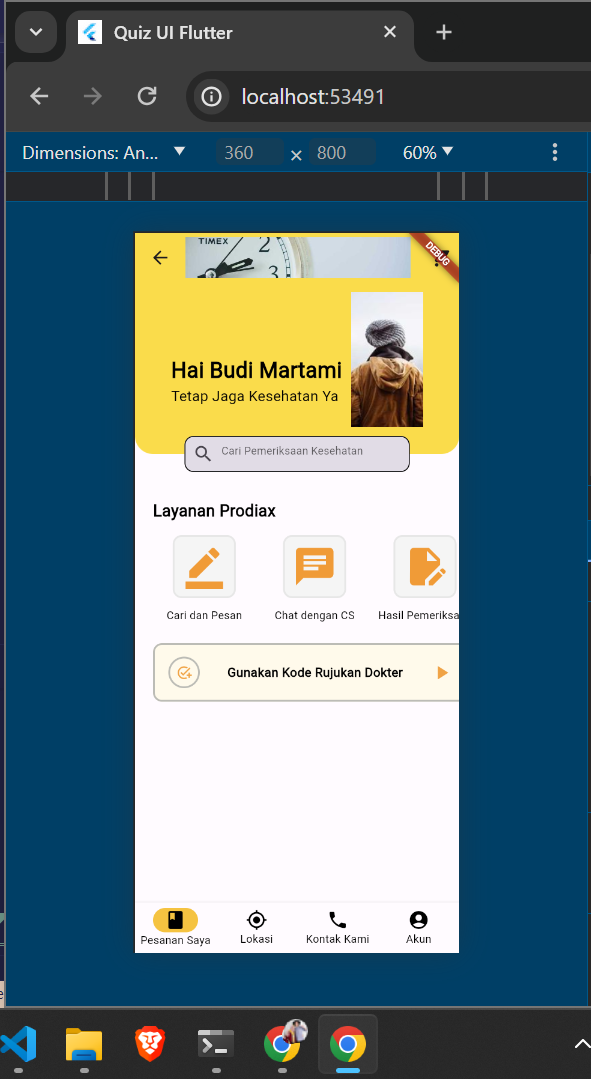 Quiz UI Flutter
localhost:53491
Dimensions: An... 360 × 800 60%
TIMEX
2
3
DEBUG
Hai Budi Martami
Tetap Jaga Kesehatan Ya
Cari Pemeriksaan Kesehatan
Layanan Prodiax
Cari dan Pesan Chat dengan CS Hasil Pemeriksa
Gunakan Kode Rujukan Dokter
Pesanan Saya Lokasi Kontak Kami Akun